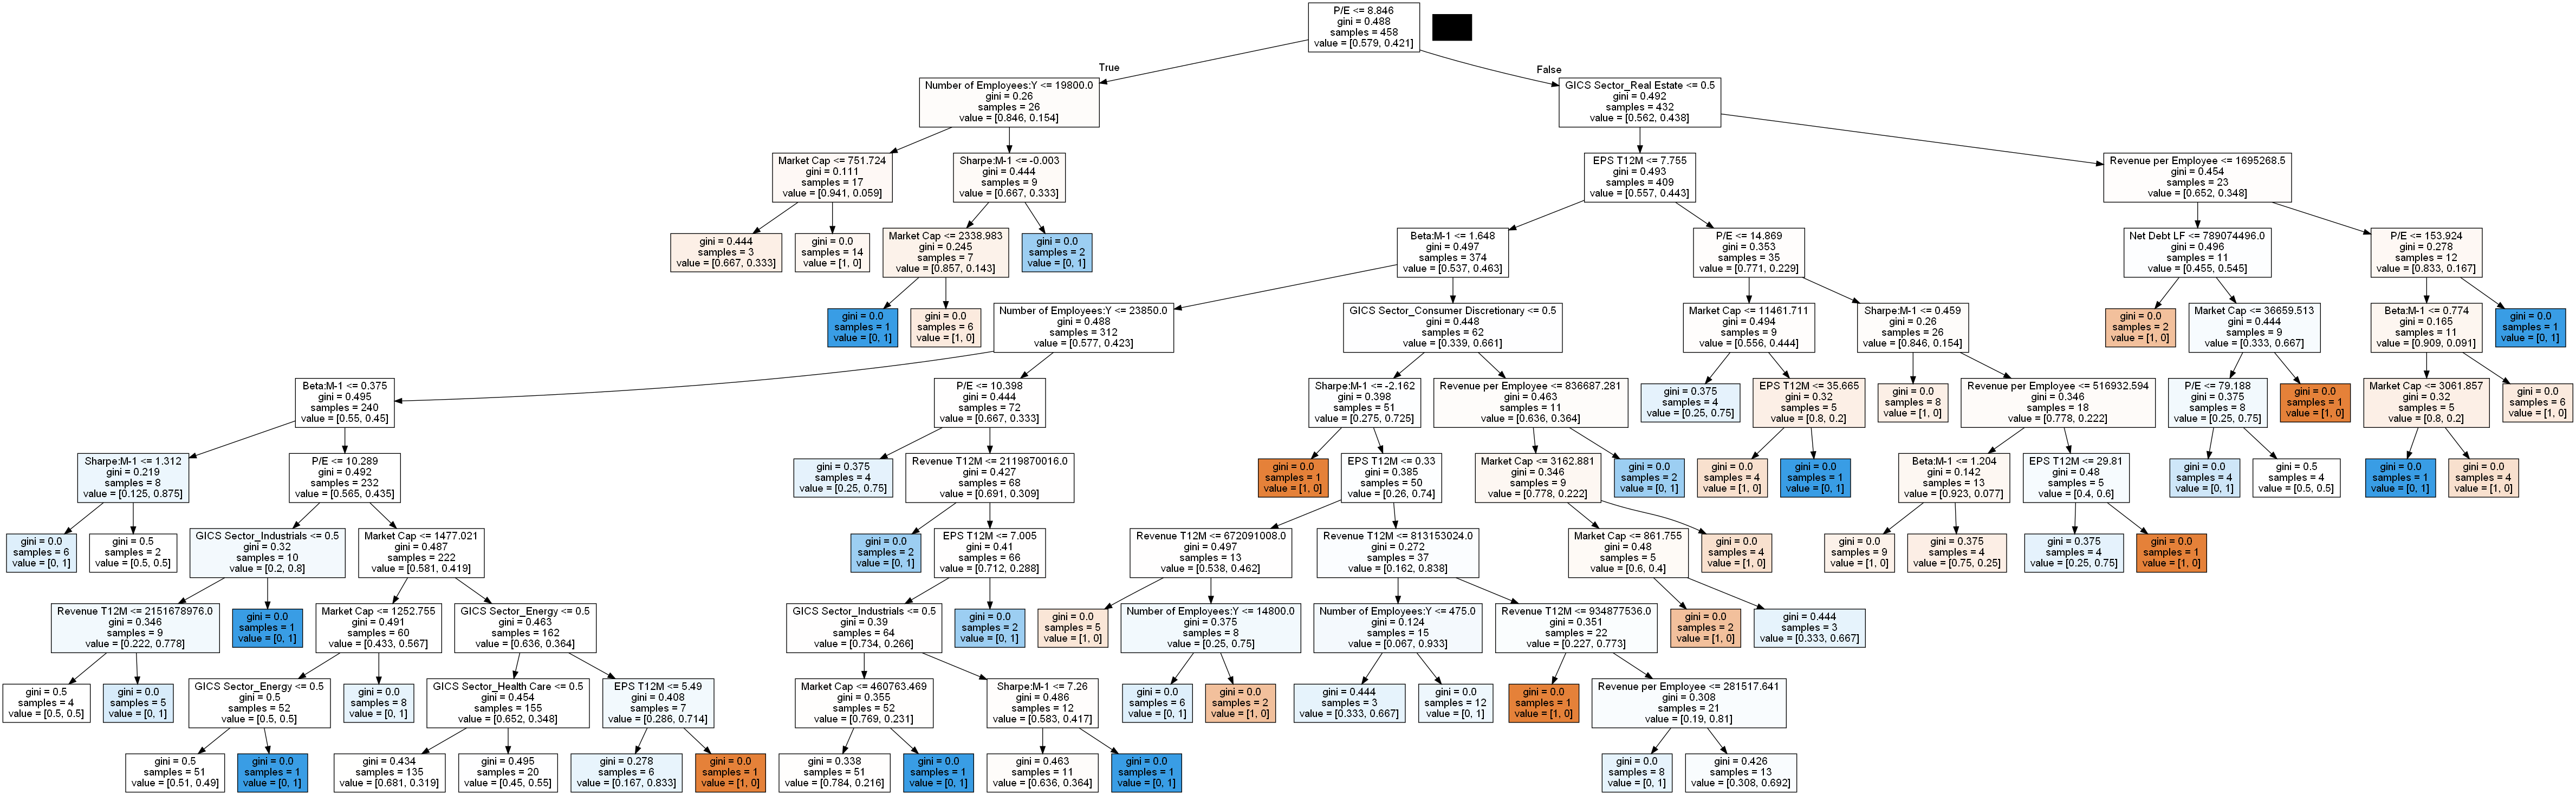 P/E <= 8.846
gini = 0.488
samples = 458
value = [0.579, 0.421]
True
False
Number of Employees:Y <= 19800.0
gini = 0.26
samples = 26
value = [0.846, 0.154]
GICS Sector_Real Estate <= 0.5
gini = 0.492
samples = 432
value = [0.562, 0.438]
Market Cap <= 751.724
gini = 0.111
samples = 17
value = [0.941, 0.059]
Sharpe:M-1 <= -0.003
gini = 0.444
samples = 9
value = [0.667, 0.333]
EPS T12M <= 7.755
gini = 0.493
samples = 409
value = [0.557, 0.443]
Revenue per Employee <= 1695268.5
gini = 0.454
samples = 23
value = [0.652, 0.348]
gini = 0.444
samples = 3
value = [0.667, 0.333]
gini = 0.0
samples = 14
value = [1, 0]
Market Cap <= 2338.983
gini = 0.245
samples = 7
value = [0.857, 0.143]
gini = 0.0
samples = 2
value = [0, 1]
Beta:M-1 <= 1.648
gini = 0.497
samples = 374
value = [0.537, 0.463]
P/E <= 14.869
gini = 0.353
samples = 35
value = [0.771, 0.229]
Net Debt LF <= 789074496.0
gini = 0.496
samples = 11
value = [0.455, 0.545]
P/E <= 153.924
gini = 0.278
samples = 12
value = [0.833, 0.167]
gini = 0.0
samples = 1
value = [0, 1]
gini = 0.0
samples = 6
value = [1, 0]
Number of Employees:Y <= 23850.0
gini = 0.488
samples = 312
value = [0.577, 0.423]
GICS Sector_Consumer Discretionary <= 0.5
gini = 0.448
samples = 62
value = [0.339, 0.661]
Market Cap <= 11461.711
gini = 0.494
samples = 9
value = [0.556, 0.444]
Sharpe:M-1 <= 0.459
gini = 0.26
samples = 26
value = [0.846, 0.154]
gini = 0.0
samples = 2
value = [1, 0]
Market Cap <= 36659.513
gini = 0.444
samples = 9
value = [0.333, 0.667]
Beta:M-1 <= 0.774
gini = 0.165
samples = 11
value = [0.909, 0.091]
gini = 0.0
samples = 1
value = [0, 1]
Beta:M-1 <= 0.375
gini = 0.495
samples = 240
value = [0.55, 0.45]
P/E <= 10.398
gini = 0.444
samples = 72
value = [0.667, 0.333]
Sharpe:M-1 <= -2.162
gini = 0.398
samples = 51
value = [0.275, 0.725]
Revenue per Employee <= 836687.281
gini = 0.463
samples = 11
value = [0.636, 0.364]
gini = 0.375
samples = 4
value = [0.25, 0.75]
EPS T12M <= 35.665
gini = 0.32
samples = 5
value = [0.8, 0.2]
gini = 0.0
samples = 8
value = [1, 0]
Revenue per Employee <= 516932.594
gini = 0.346
samples = 18
value = [0.778, 0.222]
P/E <= 79.188
gini = 0.375
samples = 8
value = [0.25, 0.75]
gini = 0.0
samples = 1
value = [1, 0]
Market Cap <= 3061.857
gini = 0.32
samples = 5
value = [0.8, 0.2]
gini = 0.0
samples = 6
value = [1, 0]
Sharpe:M-1 <= 1.312
gini = 0.219
samples = 8
value = [0.125, 0.875]
P/E <= 10.289
gini = 0.492
samples = 232
value = [0.565, 0.435]
gini = 0.375
samples = 4
value = [0.25, 0.75]
Revenue T12M <= 2119870016.0
gini = 0.427
samples = 68
value = [0.691, 0.309]
gini = 0.0
samples = 1
value = [1, 0]
EPS T12M <= 0.33
gini = 0.385
samples = 50
value = [0.26, 0.74]
Market Cap <= 3162.881
gini = 0.346
samples = 9
value = [0.778, 0.222]
gini = 0.0
samples = 2
value = [0, 1]
gini = 0.0
samples = 4
value = [1, 0]
gini = 0.0
samples = 1
value = [0, 1]
Beta:M-1 <= 1.204
gini = 0.142
samples = 13
value = [0.923, 0.077]
EPS T12M <= 29.81
gini = 0.48
samples = 5
value = [0.4, 0.6]
gini = 0.0
samples = 4
value = [0, 1]
gini = 0.5
samples = 4
value = [0.5, 0.5]
gini = 0.0
samples = 1
value = [0, 1]
gini = 0.0
samples = 4
value = [1, 0]
gini = 0.0
samples = 6
value = [0, 1]
gini = 0.5
samples = 2
value = [0.5, 0.5]
GICS Sector_Industrials <= 0.5
gini = 0.32
samples = 10
value = [0.2, 0.8]
Market Cap <= 1477.021
gini = 0.487
samples = 222
value = [0.581, 0.419]
gini = 0.0
samples = 2
value = [0, 1]
EPS T12M <= 7.005
gini = 0.41
samples = 66
value = [0.712, 0.288]
Revenue T12M <= 672091008.0
gini = 0.497
samples = 13
value = [0.538, 0.462]
Revenue T12M <= 813153024.0
gini = 0.272
samples = 37
value = [0.162, 0.838]
Market Cap <= 861.755
gini = 0.48
samples = 5
value = [0.6, 0.4]
gini = 0.0
samples = 4
value = [1, 0]
gini = 0.0
samples = 9
value = [1, 0]
gini = 0.375
samples = 4
value = [0.75, 0.25]
gini = 0.375
samples = 4
value = [0.25, 0.75]
gini = 0.0
samples = 1
value = [1, 0]
Revenue T12M <= 2151678976.0
gini = 0.346
samples = 9
value = [0.222, 0.778]
gini = 0.0
samples = 1
value = [0, 1]
Market Cap <= 1252.755
gini = 0.491
samples = 60
value = [0.433, 0.567]
GICS Sector_Energy <= 0.5
gini = 0.463
samples = 162
value = [0.636, 0.364]
GICS Sector_Industrials <= 0.5
gini = 0.39
samples = 64
value = [0.734, 0.266]
gini = 0.0
samples = 2
value = [0, 1]
gini = 0.0
samples = 5
value = [1, 0]
Number of Employees:Y <= 14800.0
gini = 0.375
samples = 8
value = [0.25, 0.75]
Number of Employees:Y <= 475.0
gini = 0.124
samples = 15
value = [0.067, 0.933]
Revenue T12M <= 934877536.0
gini = 0.351
samples = 22
value = [0.227, 0.773]
gini = 0.0
samples = 2
value = [1, 0]
gini = 0.444
samples = 3
value = [0.333, 0.667]
gini = 0.5
samples = 4
value = [0.5, 0.5]
gini = 0.0
samples = 5
value = [0, 1]
GICS Sector_Energy <= 0.5
gini = 0.5
samples = 52
value = [0.5, 0.5]
gini = 0.0
samples = 8
value = [0, 1]
GICS Sector_Health Care <= 0.5
gini = 0.454
samples = 155
value = [0.652, 0.348]
EPS T12M <= 5.49
gini = 0.408
samples = 7
value = [0.286, 0.714]
Market Cap <= 460763.469
gini = 0.355
samples = 52
value = [0.769, 0.231]
Sharpe:M-1 <= 7.26
gini = 0.486
samples = 12
value = [0.583, 0.417]
gini = 0.0
samples = 6
value = [0, 1]
gini = 0.0
samples = 2
value = [1, 0]
gini = 0.444
samples = 3
value = [0.333, 0.667]
gini = 0.0
samples = 12
value = [0, 1]
gini = 0.0
samples = 1
value = [1, 0]
Revenue per Employee <= 281517.641
gini = 0.308
samples = 21
value = [0.19, 0.81]
gini = 0.5
samples = 51
value = [0.51, 0.49]
gini = 0.0
samples = 1
value = [0, 1]
gini = 0.434
samples = 135
value = [0.681, 0.319]
gini = 0.495
samples = 20
value = [0.45, 0.55]
gini = 0.278
samples = 6
value = [0.167, 0.833]
gini = 0.0
samples = 1
value = [1, 0]
gini = 0.338
samples = 51
value = [0.784, 0.216]
gini = 0.0
samples = 1
value = [0, 1]
gini = 0.463
samples = 11
value = [0.636, 0.364]
gini = 0.0
samples = 1
value = [0, 1]
gini = 0.0
samples = 8
value = [0, 1]
gini = 0.426
samples = 13
value = [0.308, 0.692]